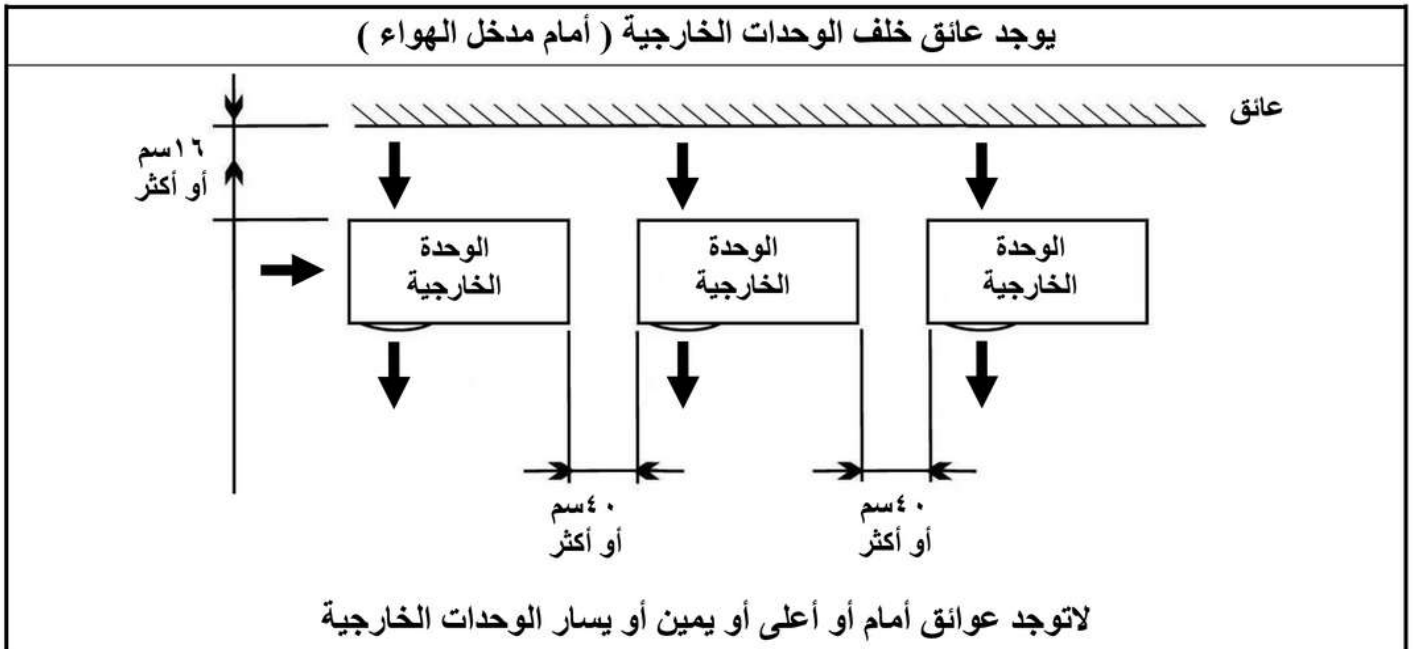 يوجد عائق خلف الوحدات الخارجية ( أمام مدخل الهواء )
عائق
١٦سم
أو أكثر
الوحدة
الخارجية
الوحدة
الخارجية
الوحدة
الخارجية
٤٠سم
أو أكثر
٤٠سم
أو أكثر
لاتوجد عوائق أمام أو أعلى أو يمين أو يسار الوحدات الخارجية